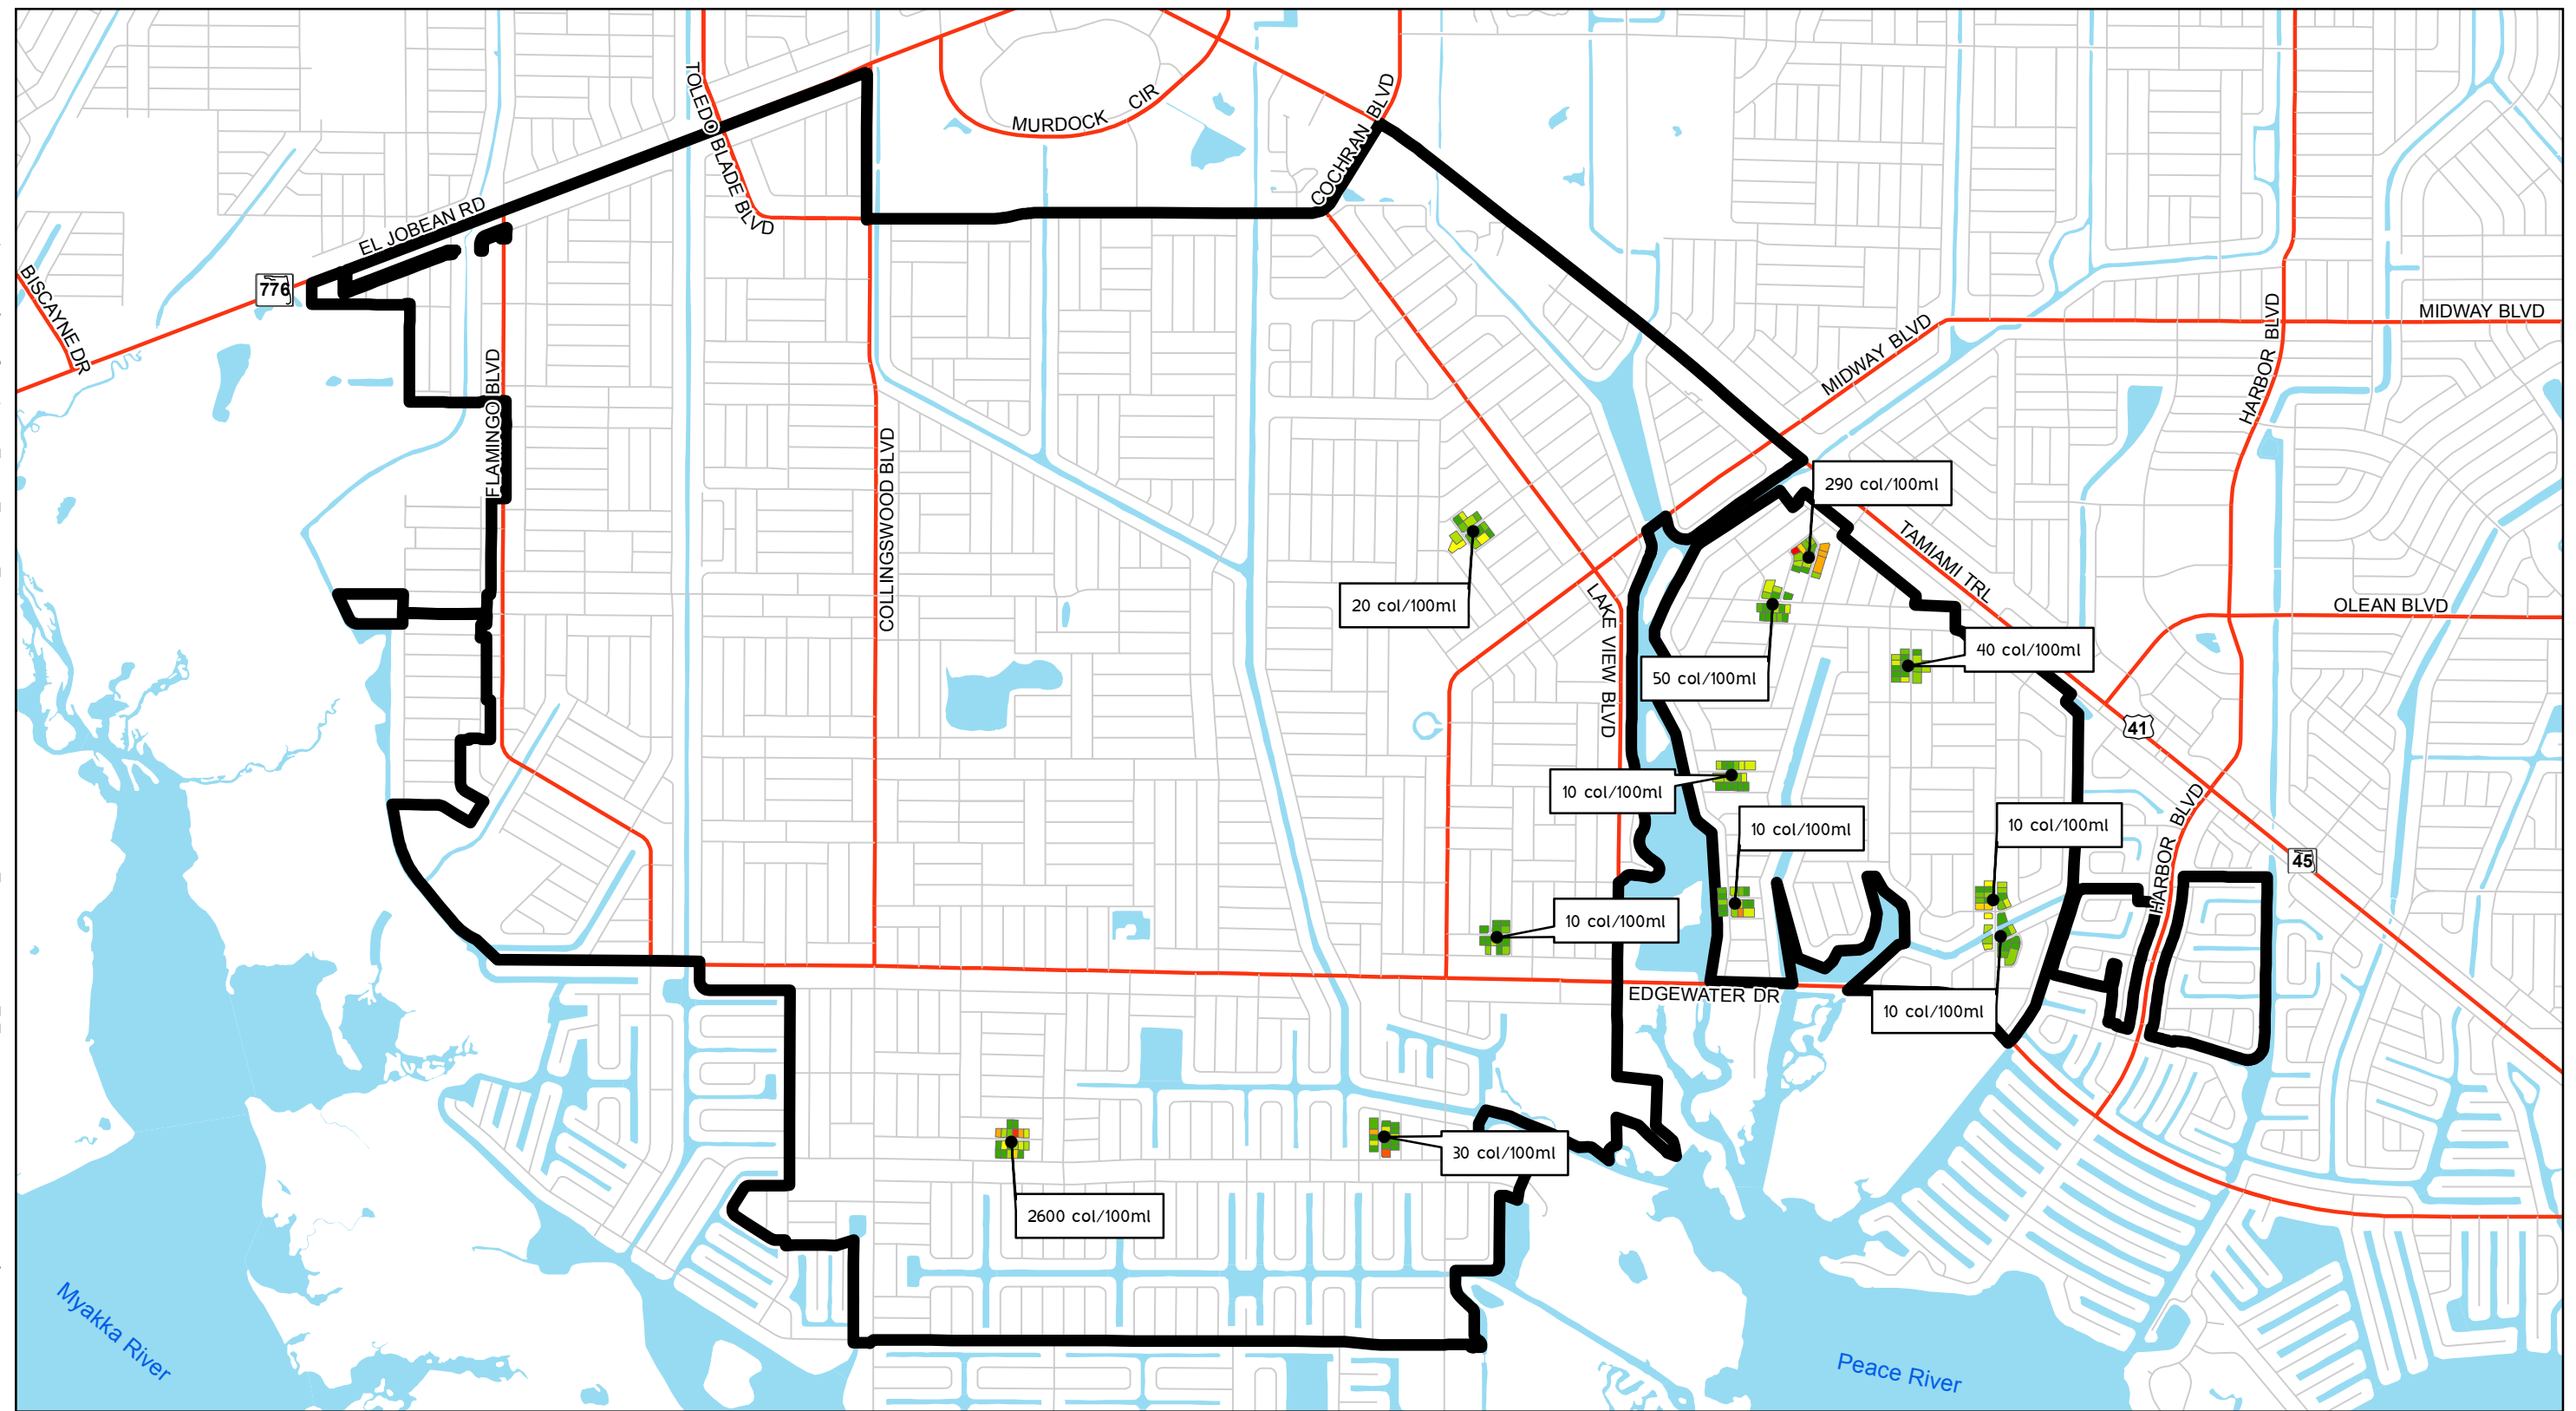 TOLEDO BLADE BLVD
MURDOCK CIR
COCHRAN BLVD
EL JOBEAN RD
776
BISCAYNE DR
MIDWAY BLVD
MIDWAY BLVD
HARBOR BLVD
FLAMINGO BLVD
COLLINGSWOOD BLVD
290 col/100ml
TAMIAMI TRL
20 col/100ml
OLEAN BLVD
LAKE VIEW BLVD
40 col/100ml
50 col/100ml
41
10 col/100ml
10 col/100ml
10 col/100ml
HARBOR BLVD
45
10 col/100ml
EDGEWATER DR
10 col/100ml
30 col/100ml
2600 col/100ml
Myakka River
Peace River